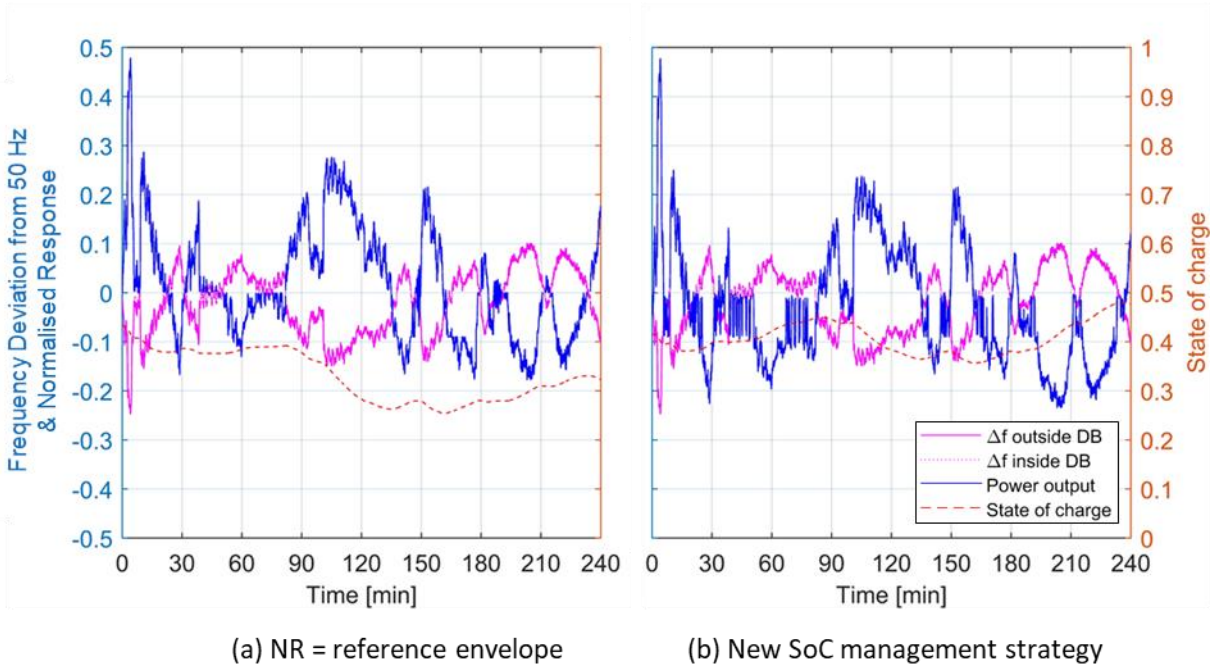 Frequency Deviation from 50 Hz
& Normalised Response
0.5
0.4
0.3
0.2
0.1
0
-0.1
-0.2
-0.3
-0.4
-0.5
0 30 60 90 120 150 180 210 240
Time [min]
(a) NR = reference envelope
1
0.9
0.8
0.7
0.6
0.5
0.4
0.3
0.2
0.1
0
State of charge
Δf outside DB
Δf inside DB
Power output
State of charge
0 30 60 90 120 150 180 210 240
Time [min]
(b) New SoC management strategy